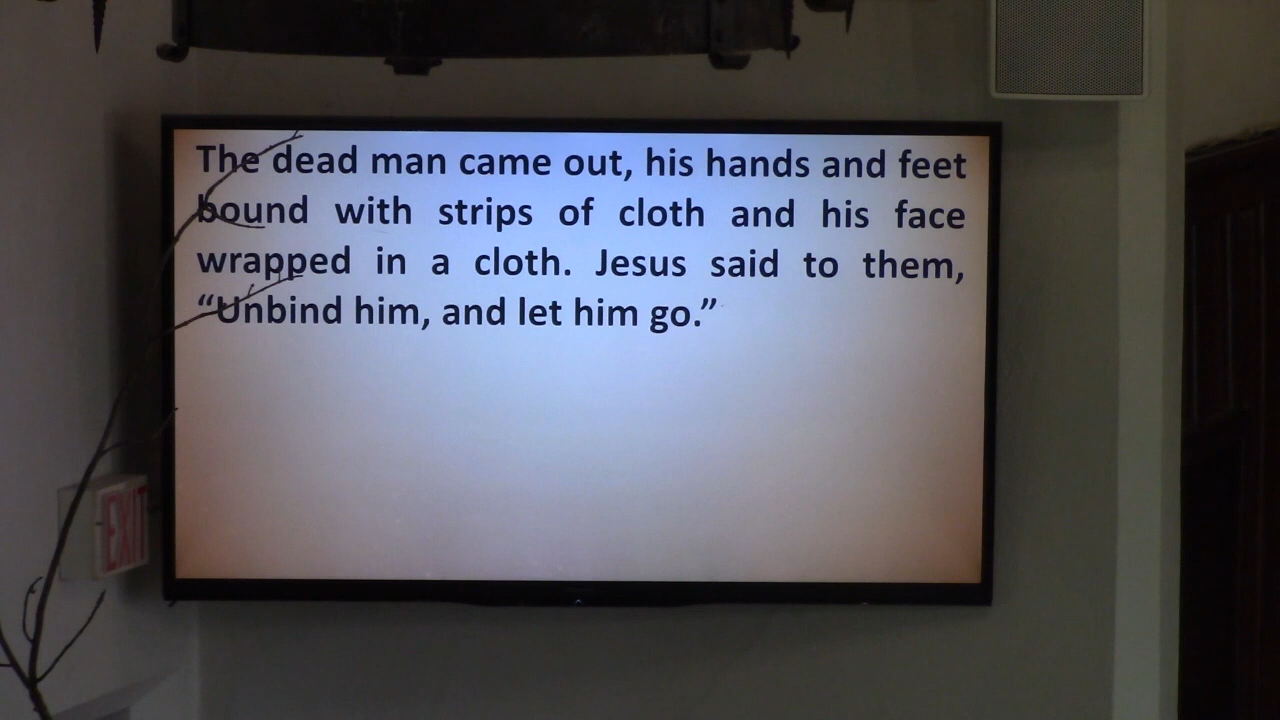 The dead man came out, his hands and feet
bound with strips of cloth and his face
wrapped in a cloth. Jesus said to them,
“Unbind him, and let him go.”
EXIT